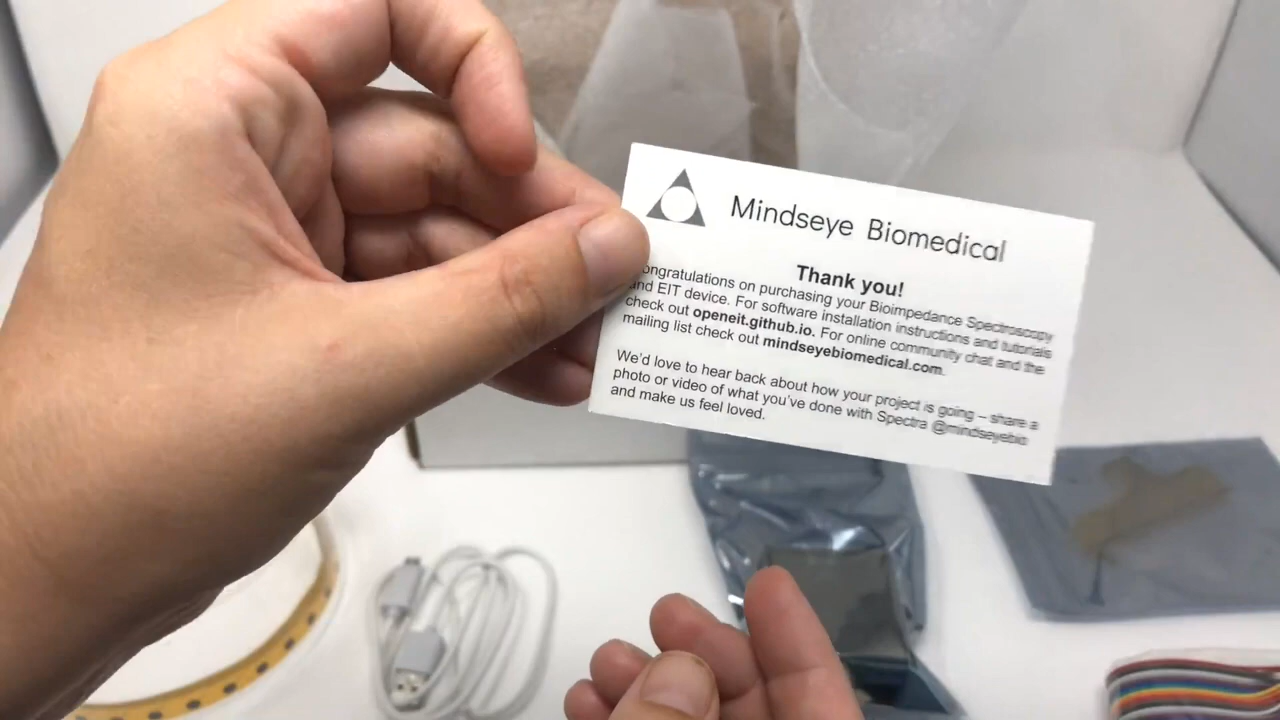 Mindseye Biomedical
Thank you!
ongratulations on purchasing your Bioimpedance Spectroscopy
and EIT device. For software installation instructions and tutorials
check out openeit.github.io. For online community chat and the
mailing list check out mindseyebiomedical.com.
We'd love to hear back about how your project is going – share a
photo or video of what you've done with Spectra @mindseyebio
and make us feel loved.